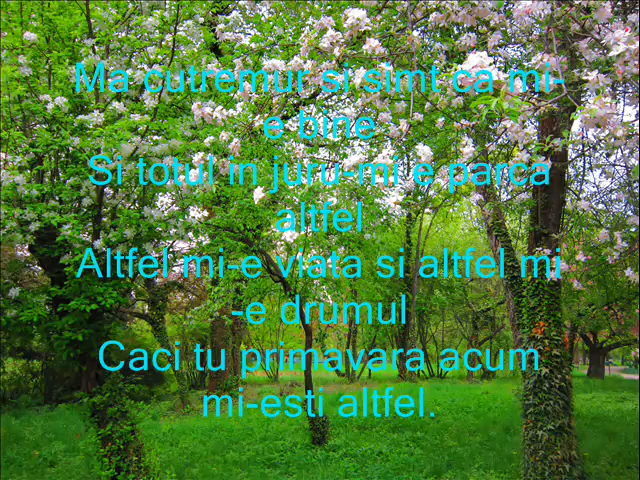 Ma cutremur si simt ca mi-
e bine
Si totul in juru-mi e parca
altfel
Altfel mi-e viata si altfel mi
-e drumul
Caci tu primavara acum
mi-esti altfel.